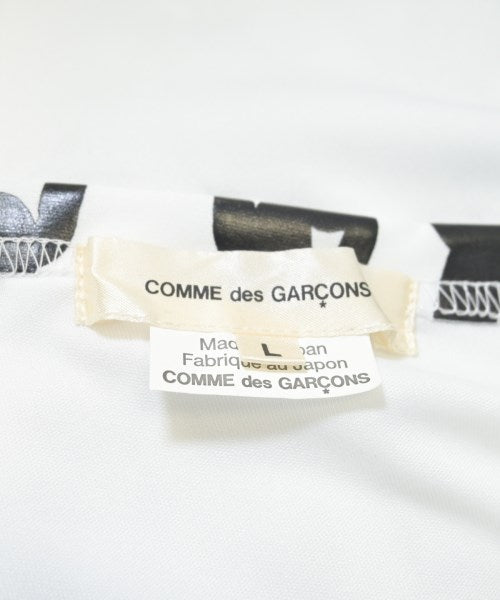 COMME des GARÇONS
L
Fabrique au Japon
COMME des GARÇONS